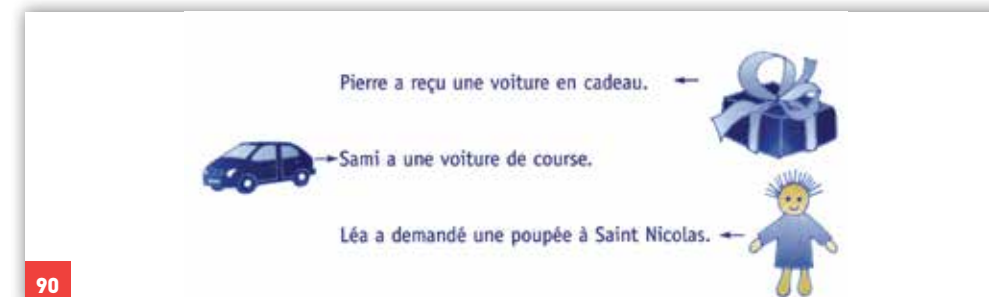 Pierre a reçu une voiture en cadeau.
Sami a une voiture de course.
Léa a demandé une poupée à Saint Nicolas.
90